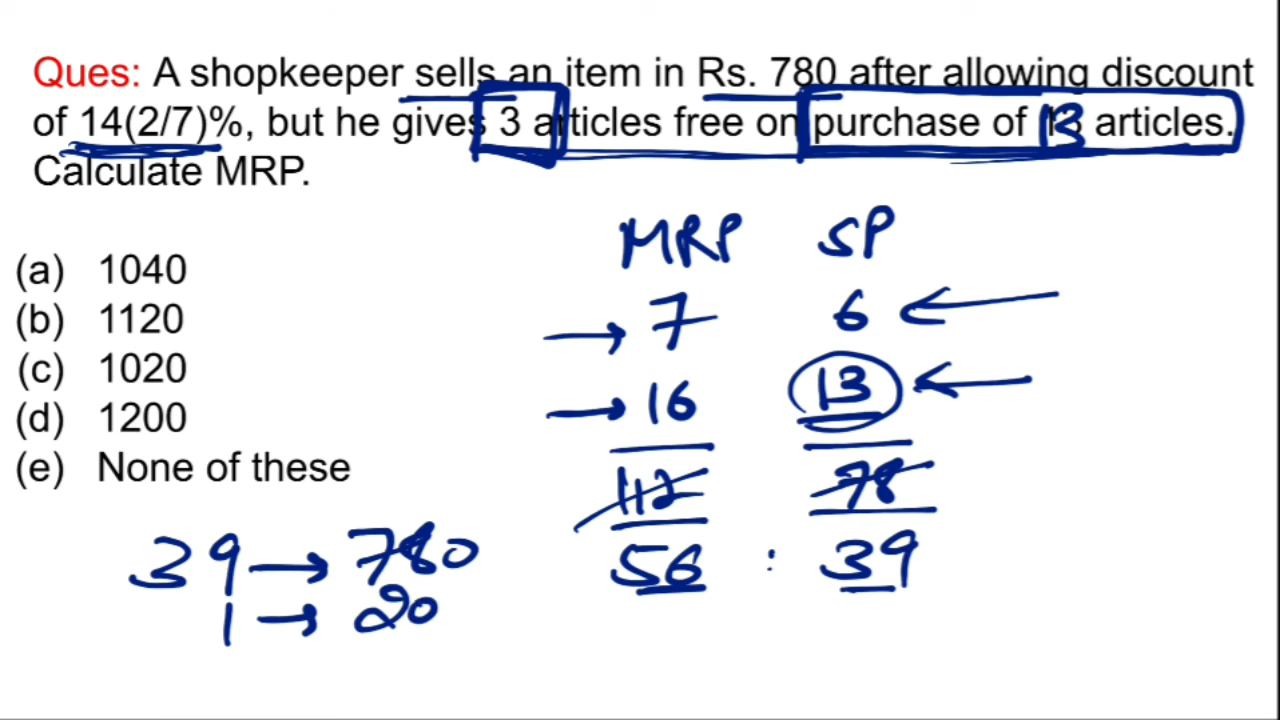 Ques: A shopkeeper sells an item in Rs. 780 after allowing discount
of 14(2/7)%, but he gives 3 articles free on purchase of 13 articles.
Calculate MRP.
(a) 1040
(b) 1120
(c) 1020
(d) 1200
(e) None of these
MRP SP
7 6
16 13
112 78
56 : 39
39 → 780
1 → 20